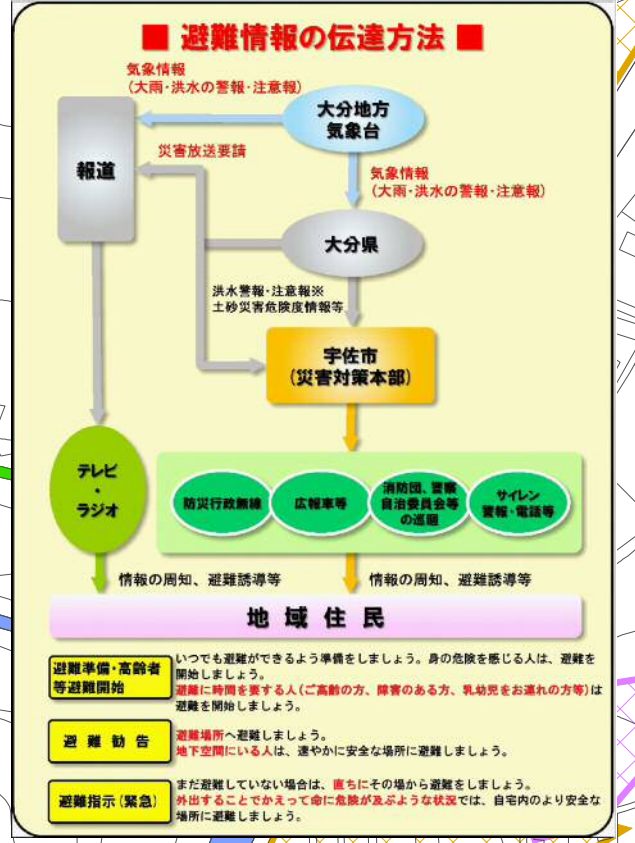 ■ 避難情報の伝達方法 ■
気象情報
(大雨・洪水の警報・注意報)
大分地方
気象台
報道
災害放送要請
気象情報
(大雨・洪水の警報・注意報)
大分県
洪水警報・注意報※
土砂災害危険度情報等
宇佐市
(災害対策本部)
テレビ
・
ラジオ
防災行政無線
広報車等
消防団、警察
自治委員会等
の巡回
サイレン
警報・電話等
情報の周知、避難誘導等
情報の周知、避難誘導等
地域住民
避難準備・高齢者
等避難開始
いつでも避難ができるよう準備をしましょう。身の危険を感じる人は、避難を
開始しましょう。
避難に時間を要する人(ご高齢の方、障害のある方、乳幼児をお連れの方等)は
避難を開始しましょう。
避難勧告
避難場所へ避難しましょう。
地下空間にいる人は、速やかに安全な場所に避難しましょう。
避難指示(緊急)
まだ避難していない場合は、直ちにその場から避難をしましょう。
外出することでかえって命に危険が及ぶような状況では、自宅内のより安全な
場所に避難しましょう。